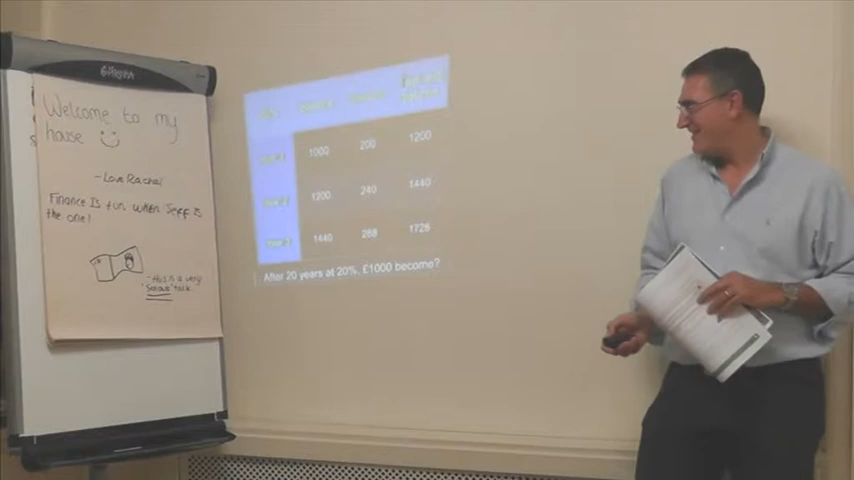 Welcome to my
house
- Love Rachel
Finance Is fun when Jeff is
the one!
- this is a very
'Serious' talk
1000 200 1200
1200 240 1440
1440 288 1728
After 20 years at 20%, £1000 become?